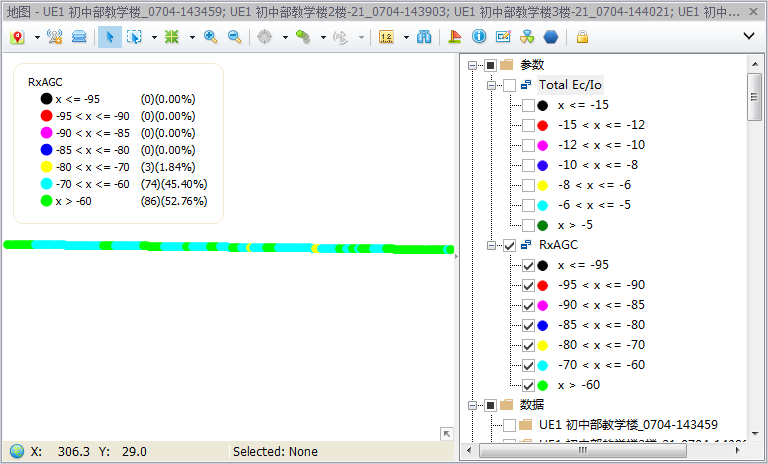 地图 - UE1 初中部教学楼_0704-143459; UE1 初中部教学楼2楼-21_0704-143903; UE1 初中部教学楼3楼-21_0704-144021; UE1 初中...
RxAGC
x <= -95 (0)(0.00%)
-95 < x <= -90 (0)(0.00%)
-90 < x <= -85 (0)(0.00%)
-85 < x <= -80 (0)(0.00%)
-80 < x <= -70 (3)(1.84%)
-70 < x <= -60 (74)(45.40%)
x > -60 (86)(52.76%)
参数
Total Ec/Io
x <= -15
-15 < x <= -12
-12 < x <= -10
-10 < x <= -8
-8 < x <= -6
-6 < x <= -5
x > -5
RxAGC
x <= -95
-95 < x <= -90
-90 < x <= -85
-85 < x <= -80
-80 < x <= -70
-70 < x <= -60
x > -60
数据
UE1 初中部教学楼_0704-143459
X: 306.3 Y: 29.0 Selected: None